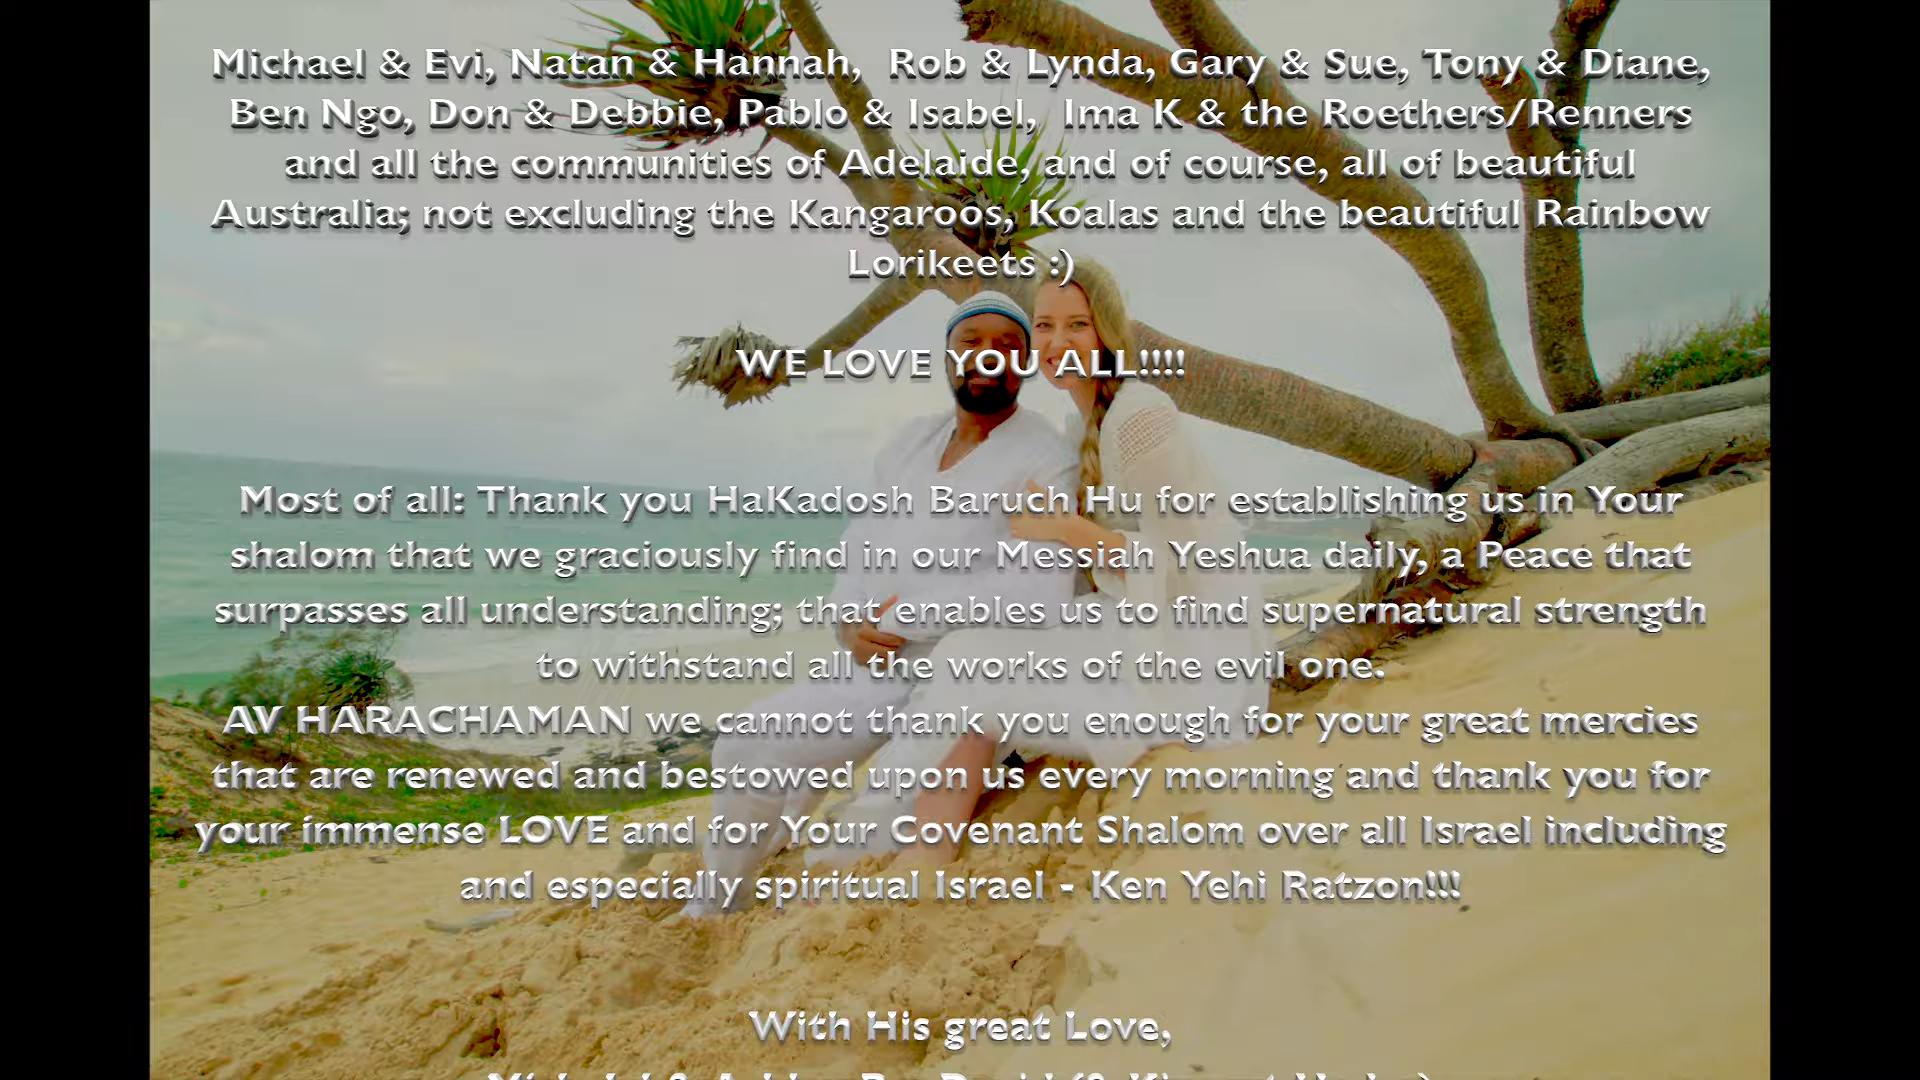 Michael & Evi, Natan & Hannah, Rob & Lynda, Gary & Sue, Tony & Diane,
Ben Ngo, Don & Debbie, Pablo & Isabel, Ima K & the Roethers/Renners
and all the communities of Adelaide, and of course, all of beautiful
Australia; not excluding the Kangaroos, Koalas and the beautiful Rainbow
Lorikeets :)
WE LOVE YOU ALL!!!!
Most of all: Thank you HaKadosh Baruch Hu for establishing us in Your
shalom that we graciously find in our Messiah Yeshua daily, a Peace that
surpasses all understanding; that enables us to find supernatural strength
to withstand all the works of the evil one.
AV HARACHAMAN we cannot thank you enough for your great mercies
that are renewed and bestowed upon us every morning and thank you for
your immense LOVE and for Your Covenant Shalom over all Israel including
and especially spiritual Israel - Ken Yehi Ratzon!!!
With His great Love,